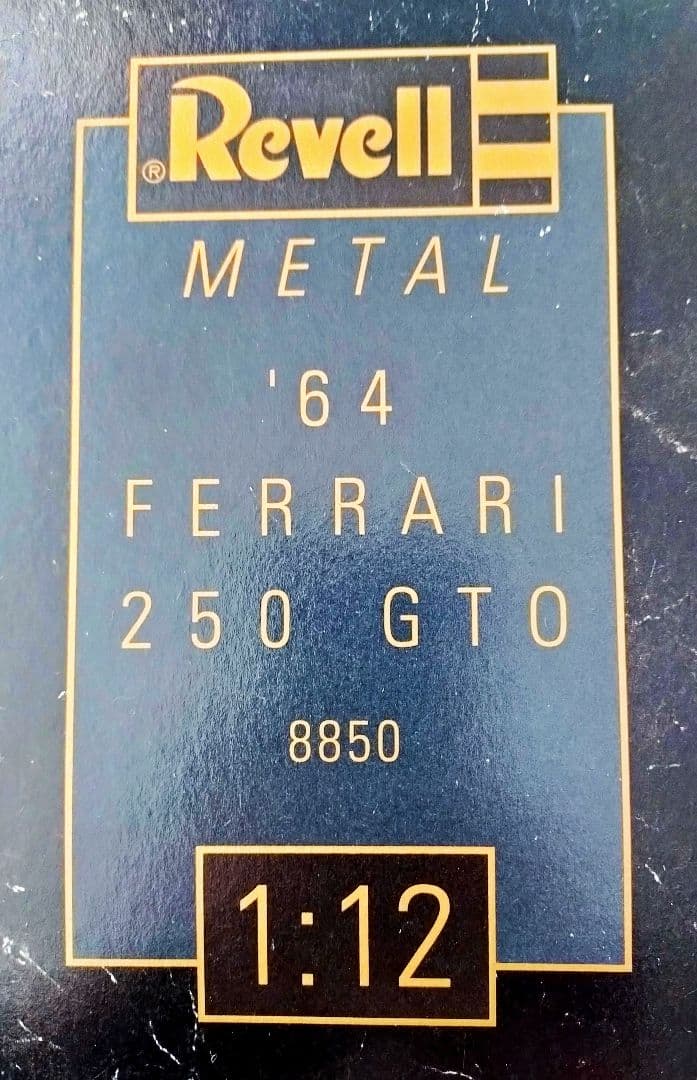 ® Revell
METAL
'64
FERRARI
250 GTO
8850
1:12